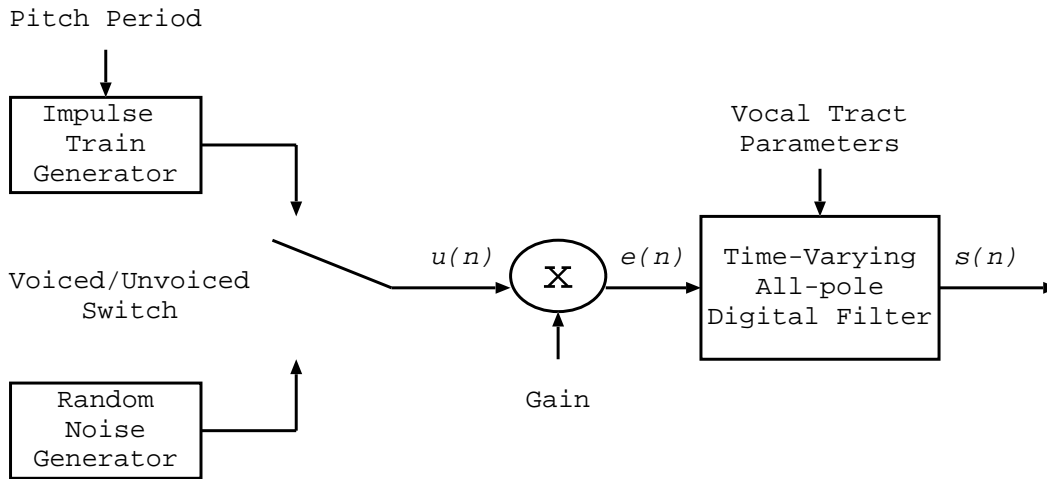 Pitch Period
Impulse
Train
Generator
Vocal Tract
Parameters
Voiced/Unvoiced
Switch
u(n)
X
e(n)
Time-Varying
All-pole
Digital Filter
s(n)
Gain
Random
Noise
Generator